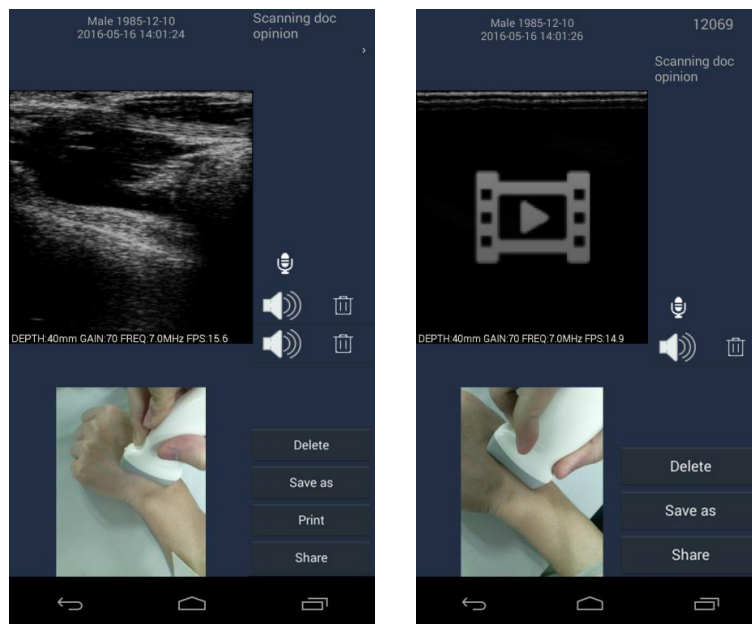 Male 1985-12-10
2016-05-16 14:01:24
Scanning doc
opinion
DEPTH:40mm GAIN:70 FREQ:7.0MHz FPS:15.6
Delete
Save as
Print
Share
Male 1985-12-10
2016-05-16 14:01:26
12069
Scanning doc
opinion
DEPTH:40mm GAIN:70 FREQ:7.0MHz FPS:14.9
Delete
Save as
Share